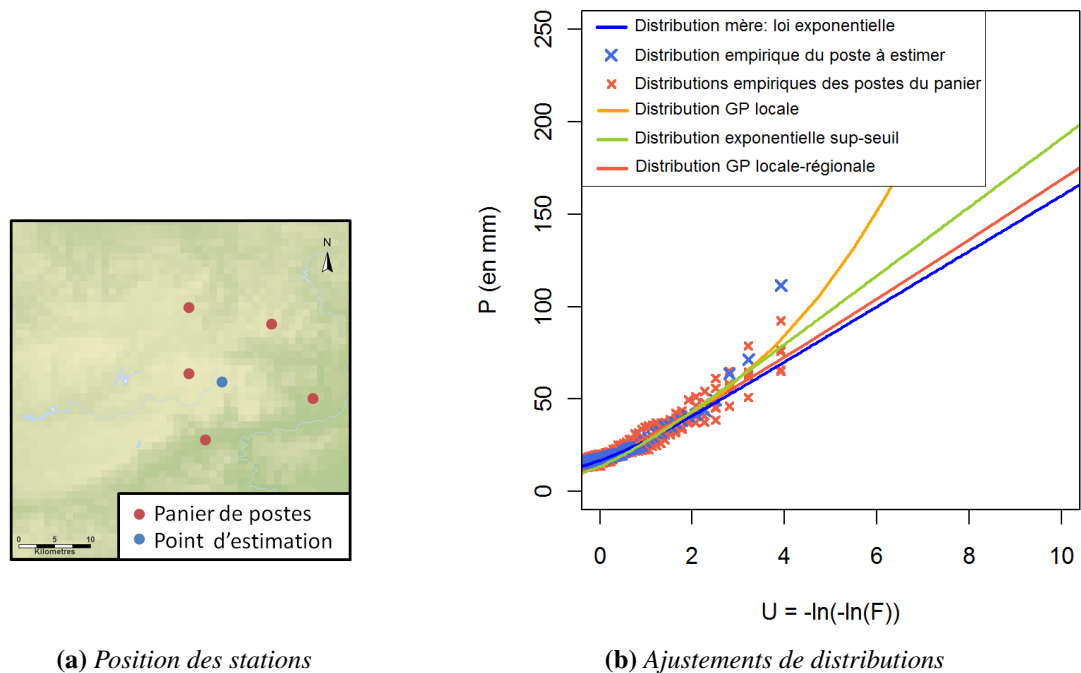 N
Panier de postes
Point d'estimation
0 5 10
Kilometres
(a) Position des stations
Distribution mère: loi exponentielle
Distribution empirique du poste à estimer
Distributions empiriques des postes du panier
Distribution GP locale
Distribution exponentielle sup-seuil
Distribution GP locale-régionale
P (en mm)
250
200
150
100
50
0
0 2 4 6 8 10
U = -ln(-ln(F))
(b) Ajustements de distributions